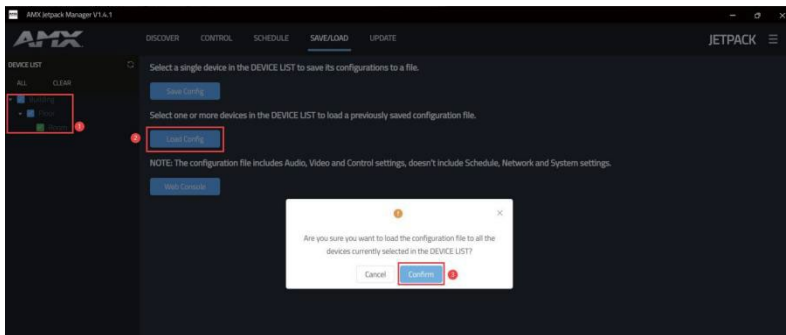 AMX Jetpack Manager V1.4.1
AMX
DISCOVER CONTROL SCHEDULE SAVE/LOAD UPDATE
JETPACK
DEVICE LIST
ALL CLEAR
Building
Floor
Room
1
Select a single device in the DEVICE LIST to save its configurations to a file.
Save Config
Select one or more devices in the DEVICE LIST to load a previously saved configuration file.
2
Load Config
NOTE: The configuration file includes Audio, Video and Control settings, doesn't include Schedule, Network and System settings.
Web Console
Are you sure you want to load the configuration file to all the
devices currently selected in the DEVICE LIST?
Cancel Confirm
3